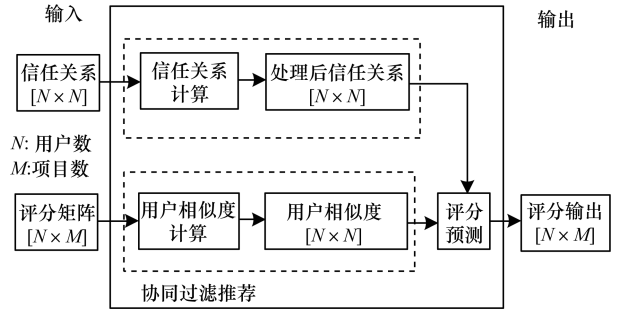 输入
输出
信任关系
[N×N]
信任关系
计算
处理后信任关系
[N×N]
N: 用户数
M:项目数
评分矩阵
[N×M]
用户相似度
计算
用户相似度
[N×N]
评分
预测
评分输出
[N×M]
协同过滤推荐